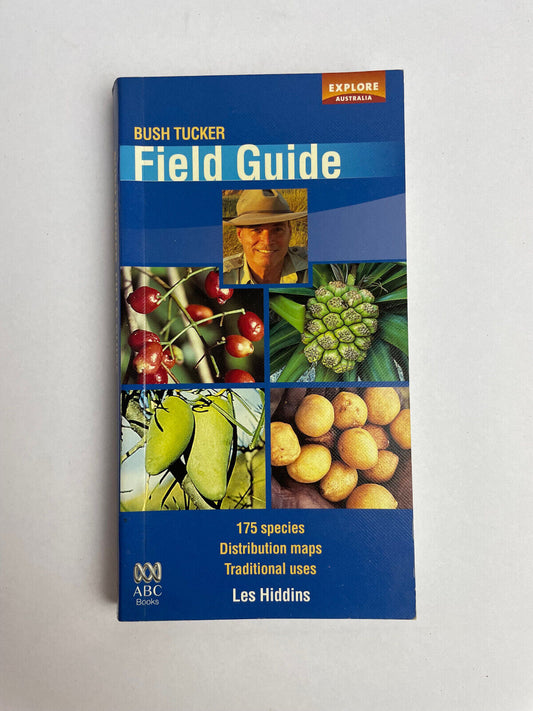 EXPLORE
AUSTRALIA
BUSH TUCKER
Field Guide
175 species
Distribution maps
Traditional uses
Les Hiddins
ABC
Books